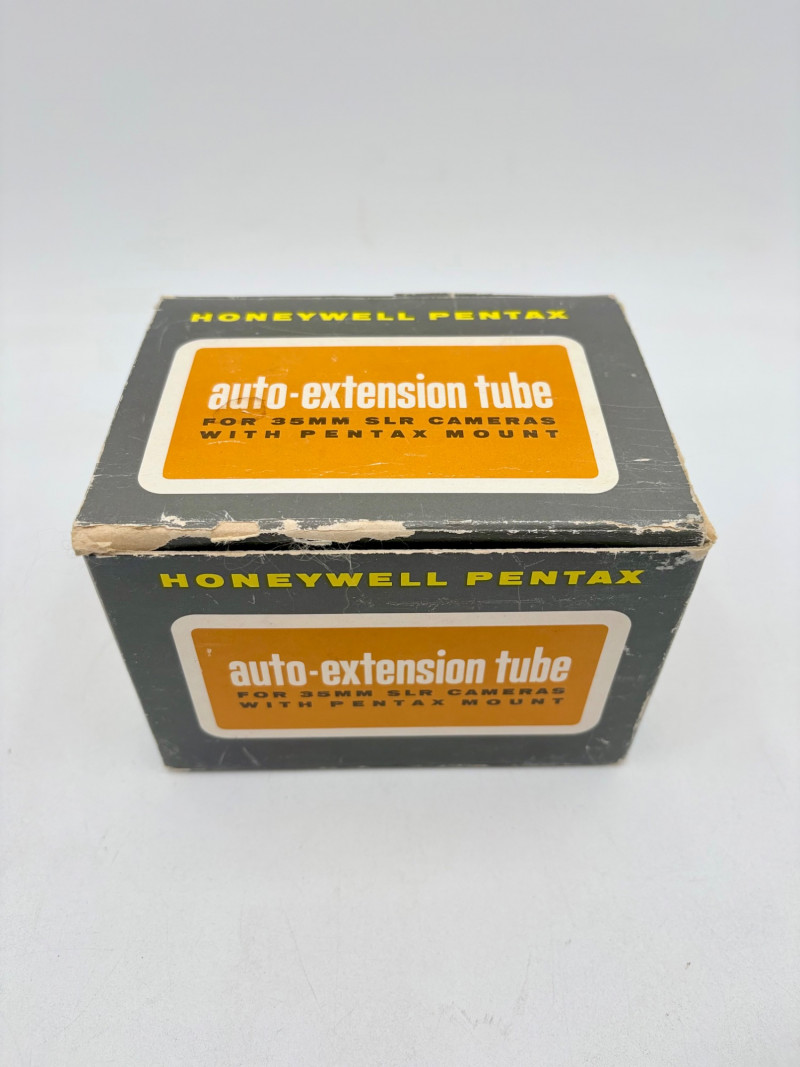 HONEYWELL PENTAX
auto-extension tube
FOR 35MM SLR CAMERAS
WITH PENTAX MOUNT
HONEYWELL PENTAX
auto-extension tube
FOR 35MM SLR CAMERAS
WITH PENTAX MOUNT